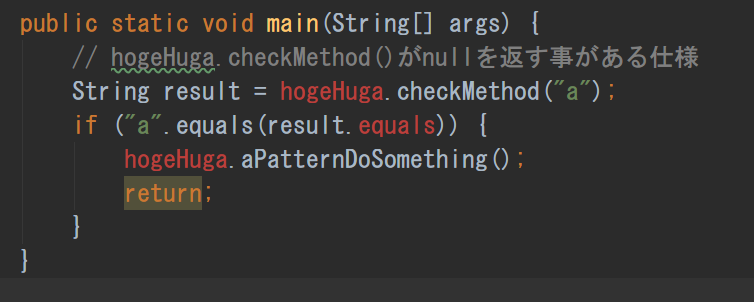 public static void main(String[] args) {
// hogeHuga.checkMethod()がnullを返す事がある仕様
String result = hogeHuga.checkMethod("a");
if ("a".equals(result.equals)) {
hogeHuga.aPatternDoSomething();
return;
}
}